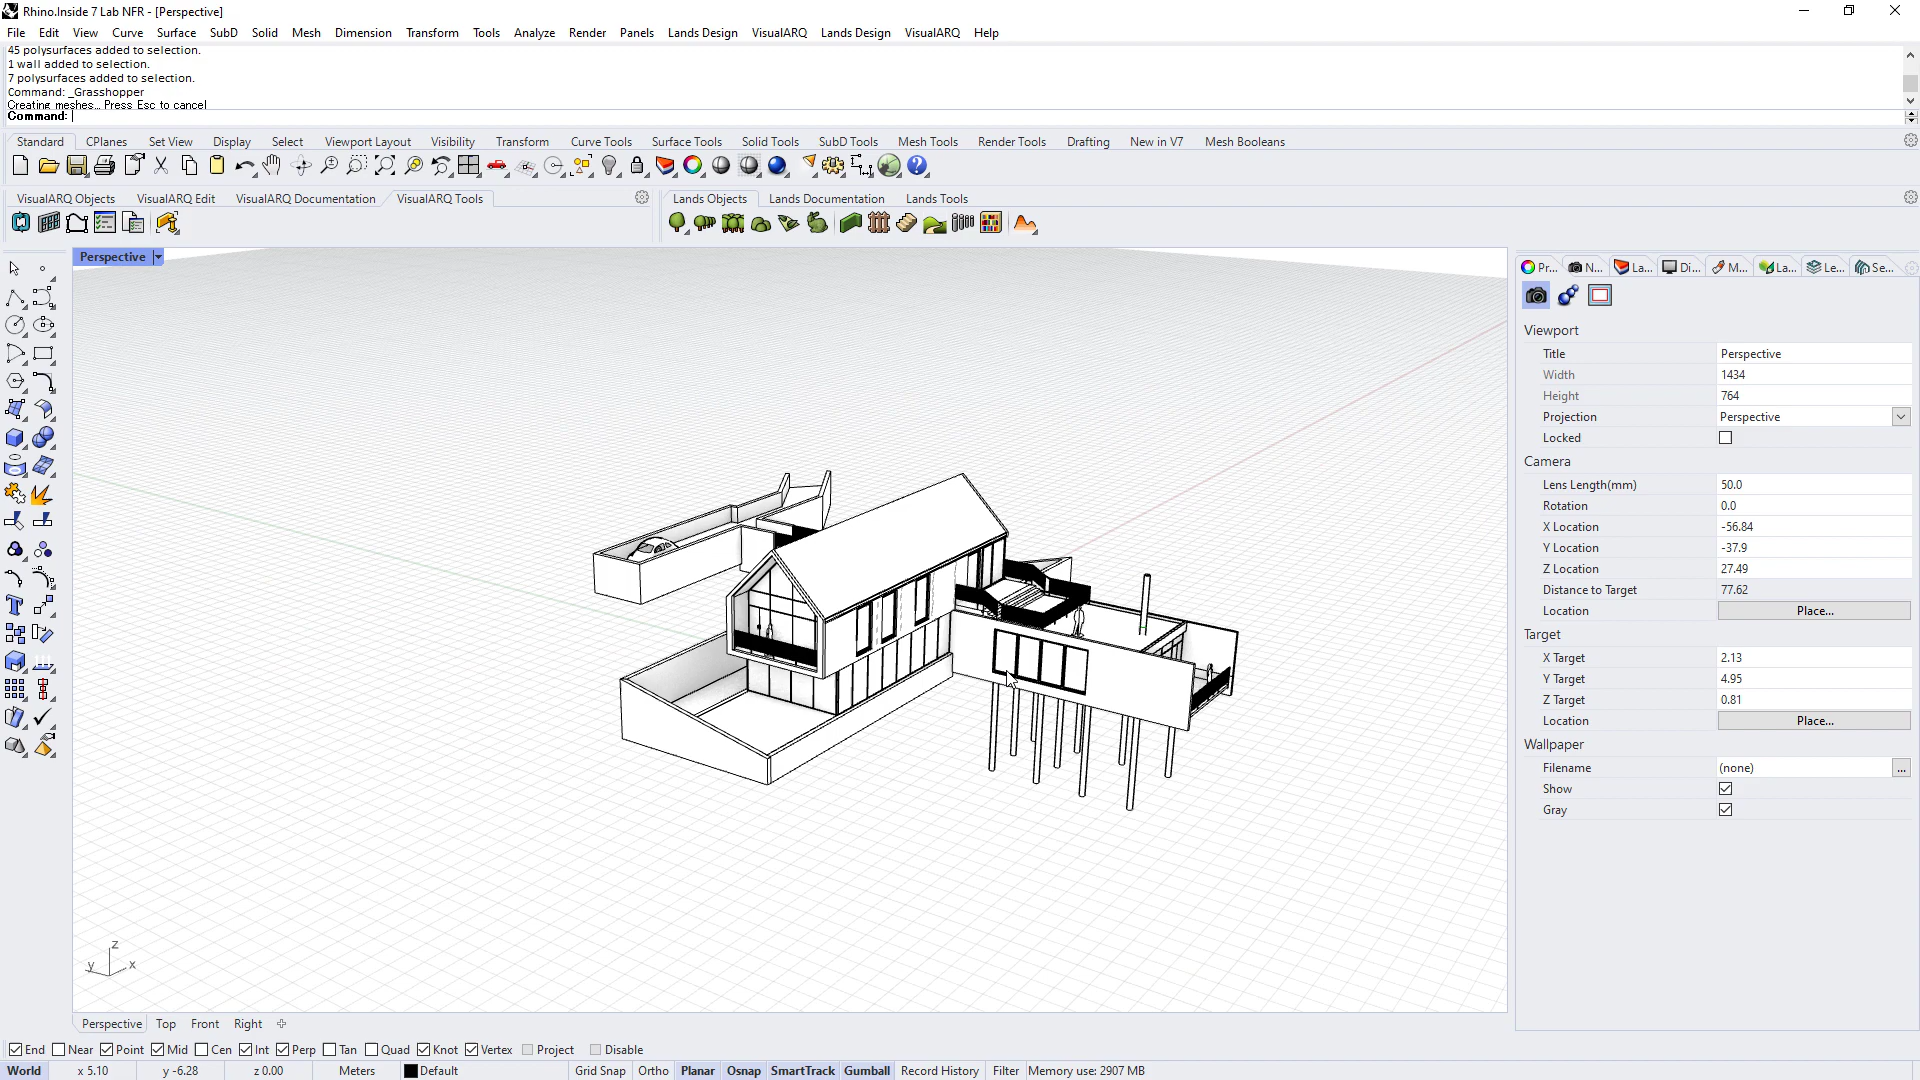 Rhino.Inside 7 Lab NFR - [Perspective]
File Edit View Curve Surface SubD Solid Mesh Dimension Transform Tools Analyze Render Panels Lands Design VisualARQ Lands Design VisualARQ Help
45 polysurfaces added to selection.
1 wall added to selection.
7 polysurfaces added to selection.
Command: _Grasshopper
Creating meshes... Press Esc to cancel
Command:
Standard CPlanes Set View Display Select Viewport Layout Visibility Transform Curve Tools Surface Tools Solid Tools SubD Tools Mesh Tools Render Tools Drafting New in V7 Mesh Booleans
VisualARQ Objects VisualARQ Edit VisualARQ Documentation VisualARQ Tools Lands Objects Lands Documentation Lands Tools
Perspective
Pr... N... La... Di... M... La... Le... Se...
Viewport
Title Perspective
Width 1434
Height 764
Projection Perspective
Locked
Camera
Lens Length(mm) 50.0
Rotation 0.0
X Location -56.84
Y Location -37.9
Z Location 27.49
Distance to Target 77.62
Location Place...
Target
X Target 2.13
Y Target 4.95
Z Target 0.81
Location Place...
Wallpaper
Filename (none) ...
Show
Gray
z
y x
Perspective Top Front Right
End Near Point Mid Cen Int Perp Tan Quad Knot Vertex Project Disable
World x 5.10 y -6.28 z 0.00 Meters Default Grid Snap Ortho Planar Osnap SmartTrack Gumball Record History Filter Memory use: 2907 MB